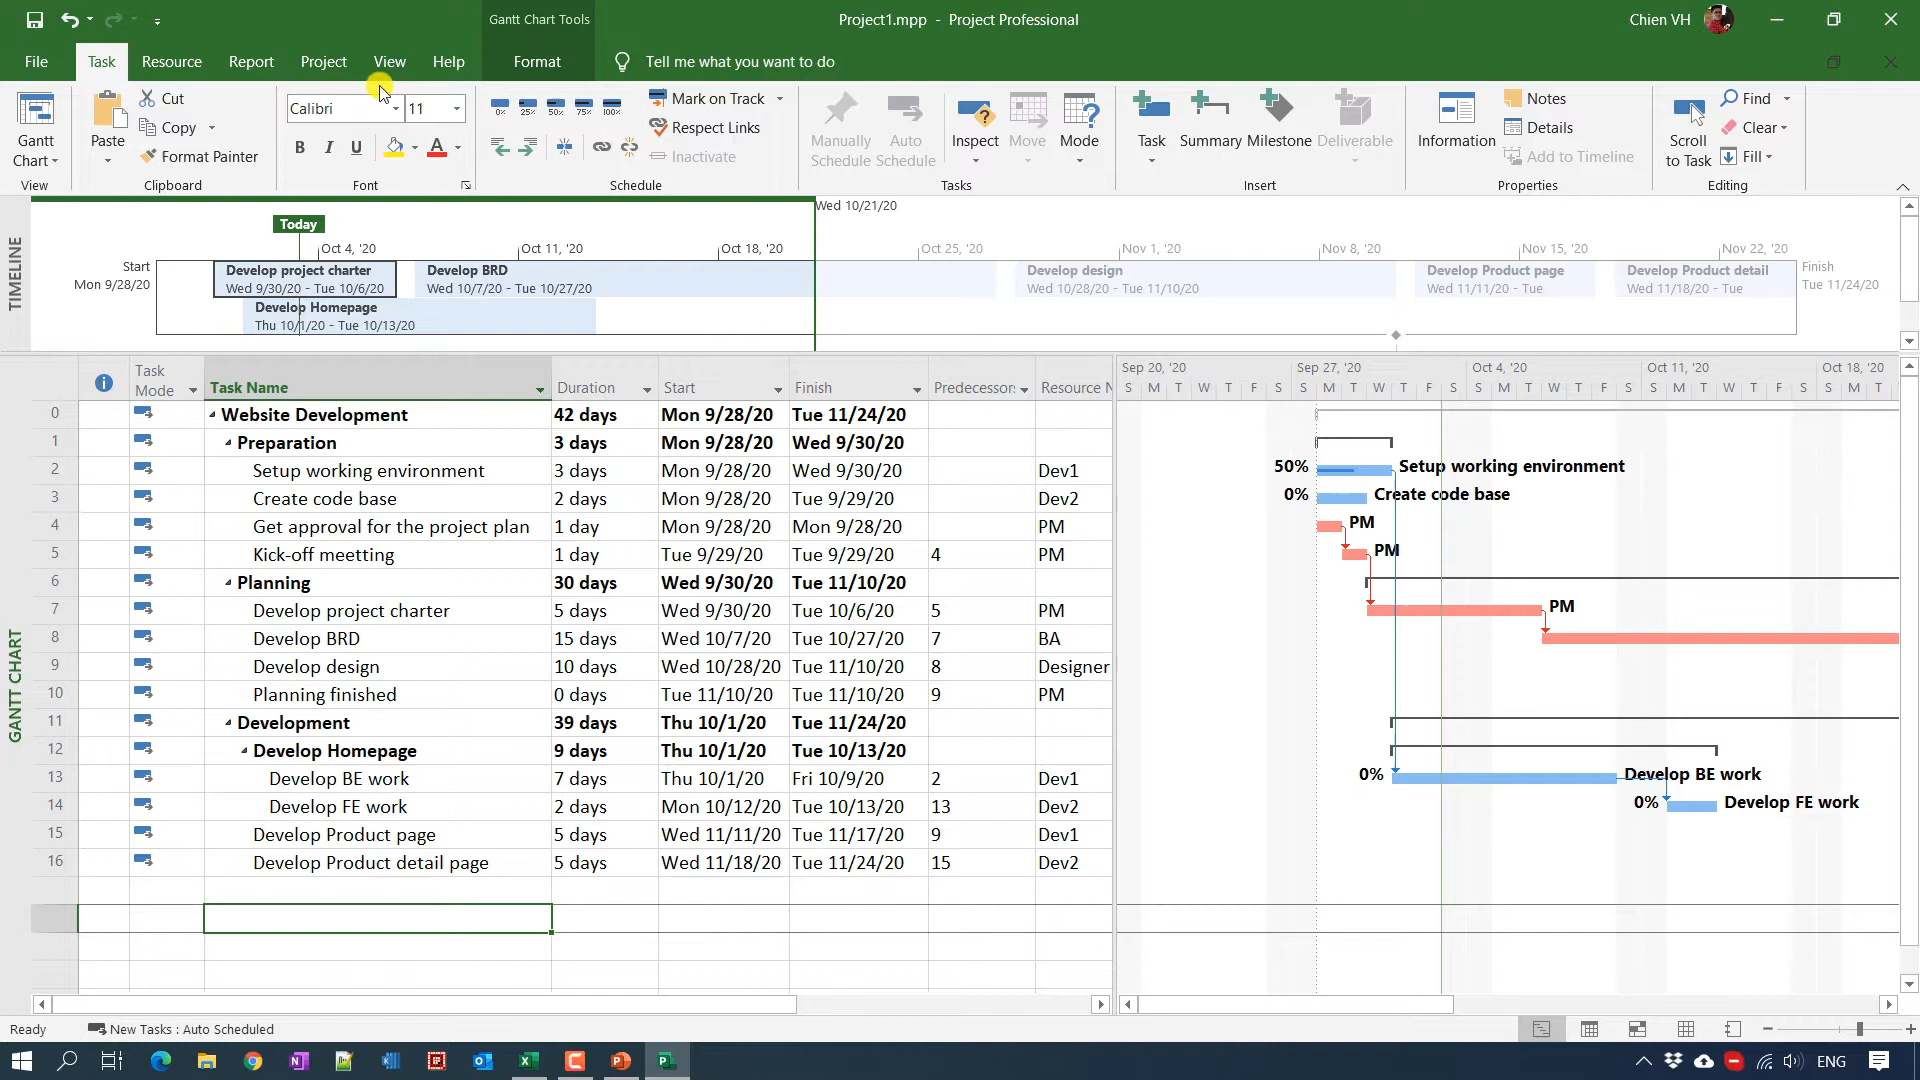 Gantt Chart Tools
Project1.mpp - Project Professional
Chien VH
File Task Resource Report Project View Help Format Tell me what you want to do
Gantt Chart
View
Paste
Cut
Copy
Format Painter
Clipboard
Calibri 11
B I U A
Font
0% 25% 50% 75% 100%
Mark on Track
Respect Links
Inactivate
Schedule
Manually Schedule
Auto Schedule
Inspect
Move
Mode
Tasks
Task
Summary
Milestone
Deliverable
Insert
Information
Notes
Details
Add to Timeline
Properties
Scroll to Task
Find
Clear
Fill
Editing
TIMELINE
Wed 10/21/20
Today
Oct 4, '20 Oct 11, '20 Oct 18, '20 Oct 25, '20 Nov 1, '20 Nov 8, '20 Nov 15, '20 Nov 22, '20
Start
Mon 9/28/20
Develop project charter
Wed 9/30/20 - Tue 10/6/20
Develop BRD
Wed 10/7/20 - Tue 10/27/20
Develop design
Wed 10/28/20 - Tue 11/10/20
Develop Product page
Wed 11/11/20 - Tue
Develop Product detail
Wed 11/18/20 - Tue
Finish
Tue 11/24/20
Develop Homepage
Thu 10/1/20 - Tue 10/13/20
GANTT CHART
Task Mode Task Name Duration Start Finish Predecessors Resource N
0 Website Development 42 days Mon 9/28/20 Tue 11/24/20
1 Preparation 3 days Mon 9/28/20 Wed 9/30/20
2 Setup working environment 3 days Mon 9/28/20 Wed 9/30/20 Dev1
3 Create code base 2 days Mon 9/28/20 Tue 9/29/20 Dev2
4 Get approval for the project plan 1 day Mon 9/28/20 Mon 9/28/20 PM
5 Kick-off meetting 1 day Tue 9/29/20 Tue 9/29/20 4 PM
6 Planning 30 days Wed 9/30/20 Tue 11/10/20
7 Develop project charter 5 days Wed 9/30/20 Tue 10/6/20 5 PM
8 Develop BRD 15 days Wed 10/7/20 Tue 10/27/20 7 BA
9 Develop design 10 days Wed 10/28/20 Tue 11/10/20 8 Designer
10 Planning finished 0 days Tue 11/10/20 Tue 11/10/20 9 PM
11 Development 39 days Thu 10/1/20 Tue 11/24/20
12 Develop Homepage 9 days Thu 10/1/20 Tue 10/13/20
13 Develop BE work 7 days Thu 10/1/20 Fri 10/9/20 2 Dev1
14 Develop FE work 2 days Mon 10/12/20 Tue 10/13/20 13 Dev2
15 Develop Product page 5 days Wed 11/11/20 Tue 11/17/20 9 Dev1
16 Develop Product detail page 5 days Wed 11/18/20 Tue 11/24/20 15 Dev2
Sep 20, '20 Sep 27, '20 Oct 4, '20 Oct 11, '20 Oct 18, '20
S M T W T F S S M T W T F S S M T W T F S S M T W T F S S M T
50% Setup working environment
0% Create code base
PM
PM
PM
0% Develop BE work
0% Develop FE work
Ready New Tasks : Auto Scheduled
ENG